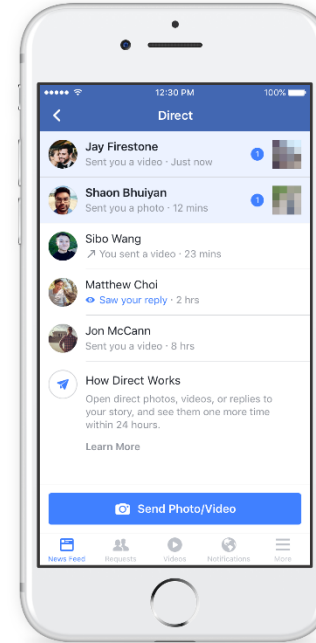 12:30 PM
100%
Direct
Jay Firestone
Sent you a video · Just now
1
Shaon Bhuiyan
Sent you a photo · 12 mins
1
Sibo Wang
You sent a video · 23 mins
Matthew Choi
Saw your reply · 2 hrs
Jon McCann
Sent you a video · 8 hrs
How Direct Works
Open direct photos, videos, or replies to
your story, and see them one more time
within 24 hours.
Learn More
Send Photo/Video
News Feed
Requests
Videos
Notifications
More